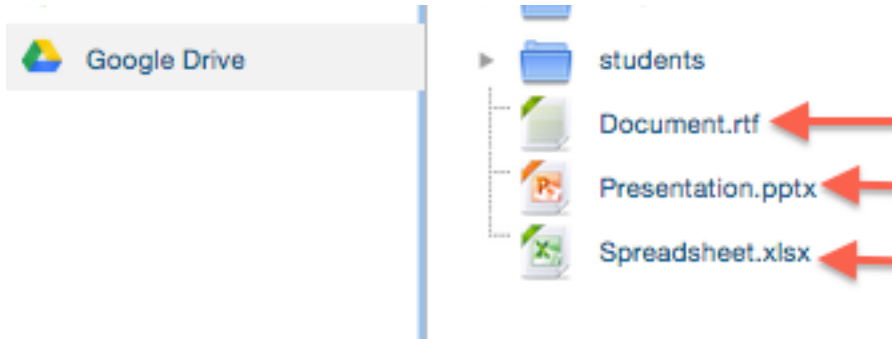 Google Drive
students
Document.rtf
Presentation.pptx
Spreadsheet.xlsx